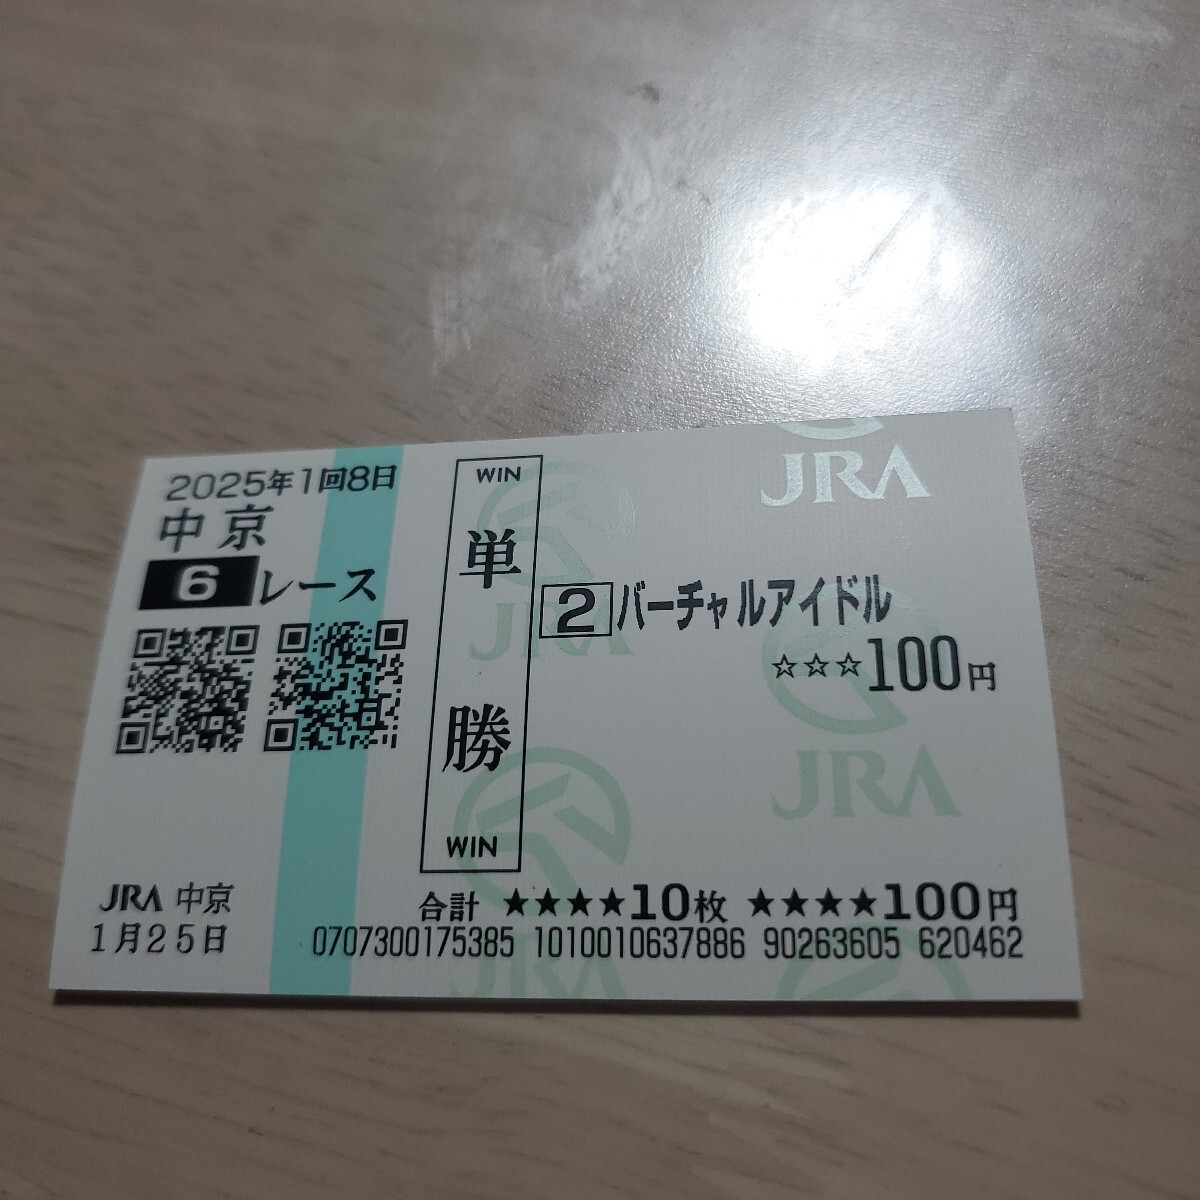 2025年1回8日
中京
6レース
WIN
単勝
WIN
JRA
2 バーチャルアイドル
☆☆☆100円
JRA
JRA
JRA 中京
1月25日
合計 ★★★★10枚 ★★★★100円
0707300175385 1010010637886 90263605 620462
JRA